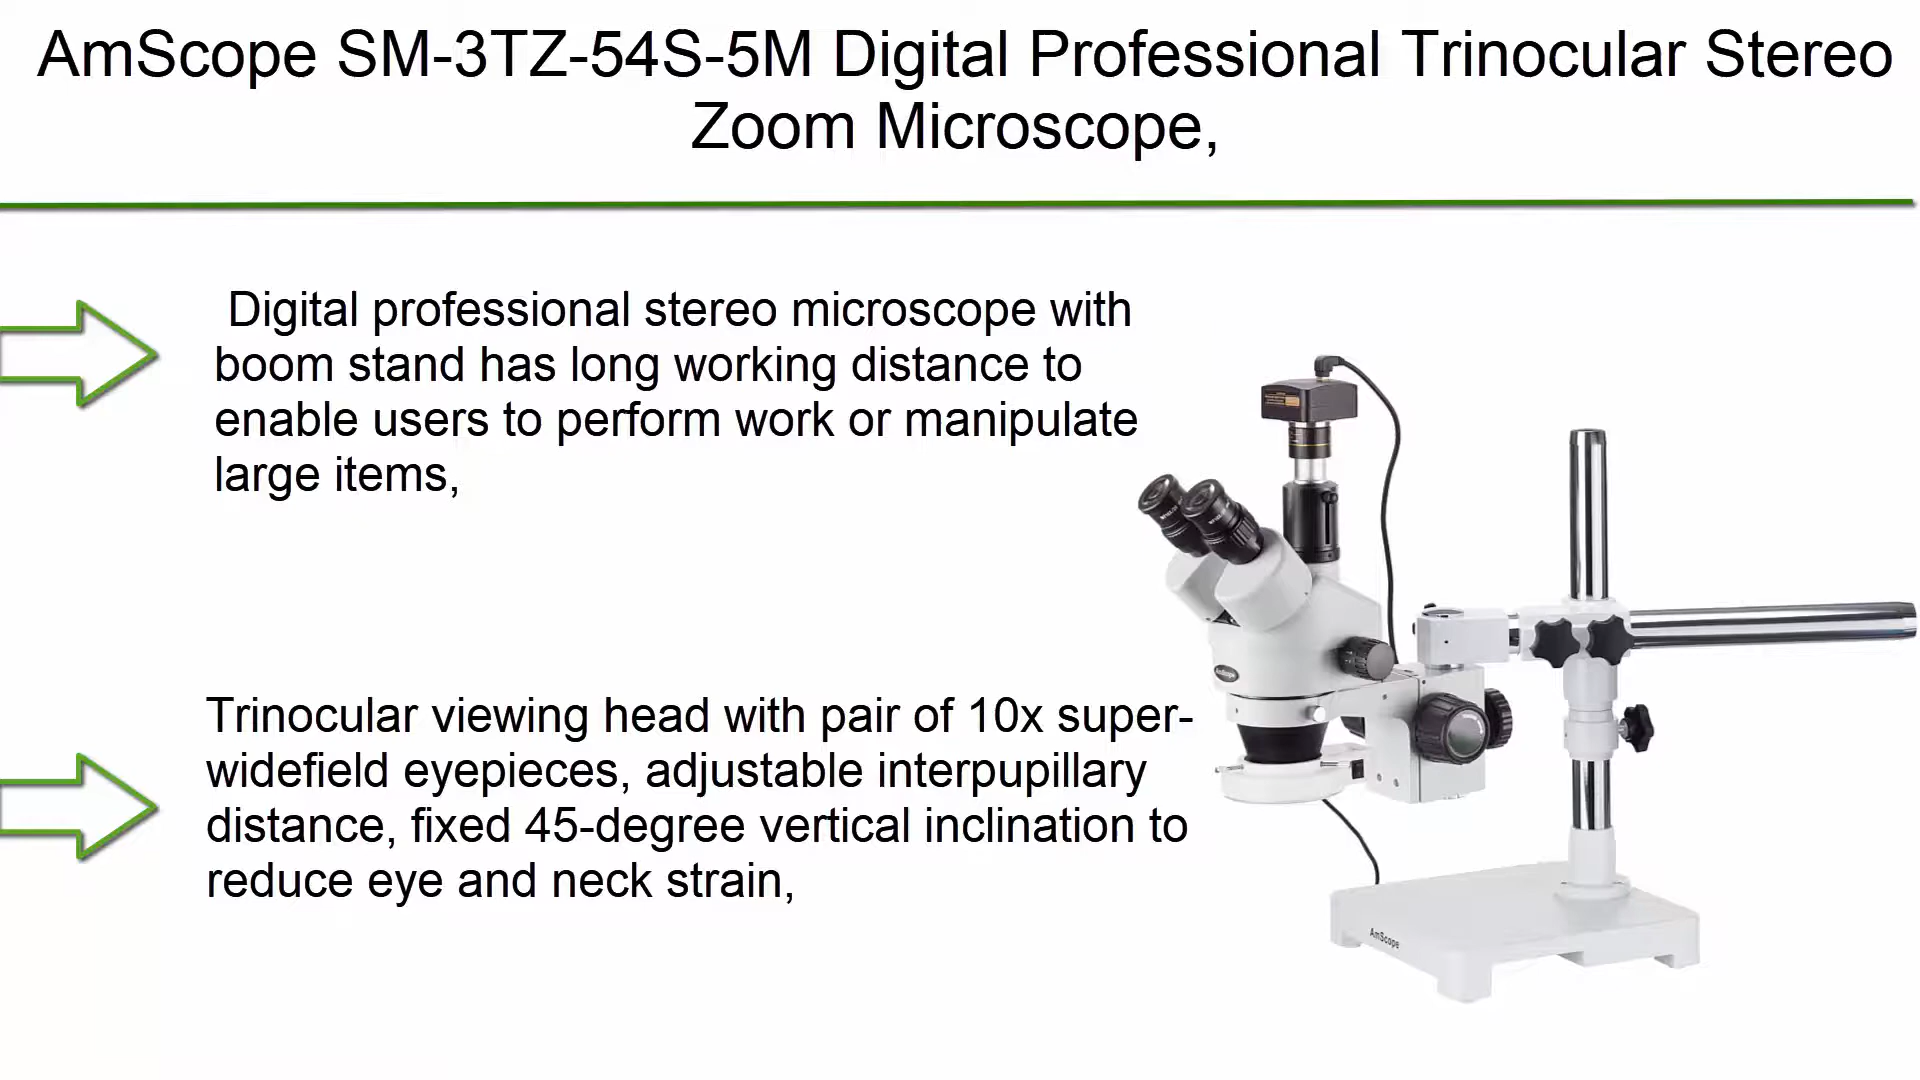 AmScope SM-3TZ-54S-5M Digital Professional Trinocular Stereo
Zoom Microscope,
Digital professional stereo microscope with
boom stand has long working distance to
enable users to perform work or manipulate
large items,
Trinocular viewing head with pair of 10x super-
widefield eyepieces, adjustable interpupillary
distance, fixed 45-degree vertical inclination to
reduce eye and neck strain,
AmScope